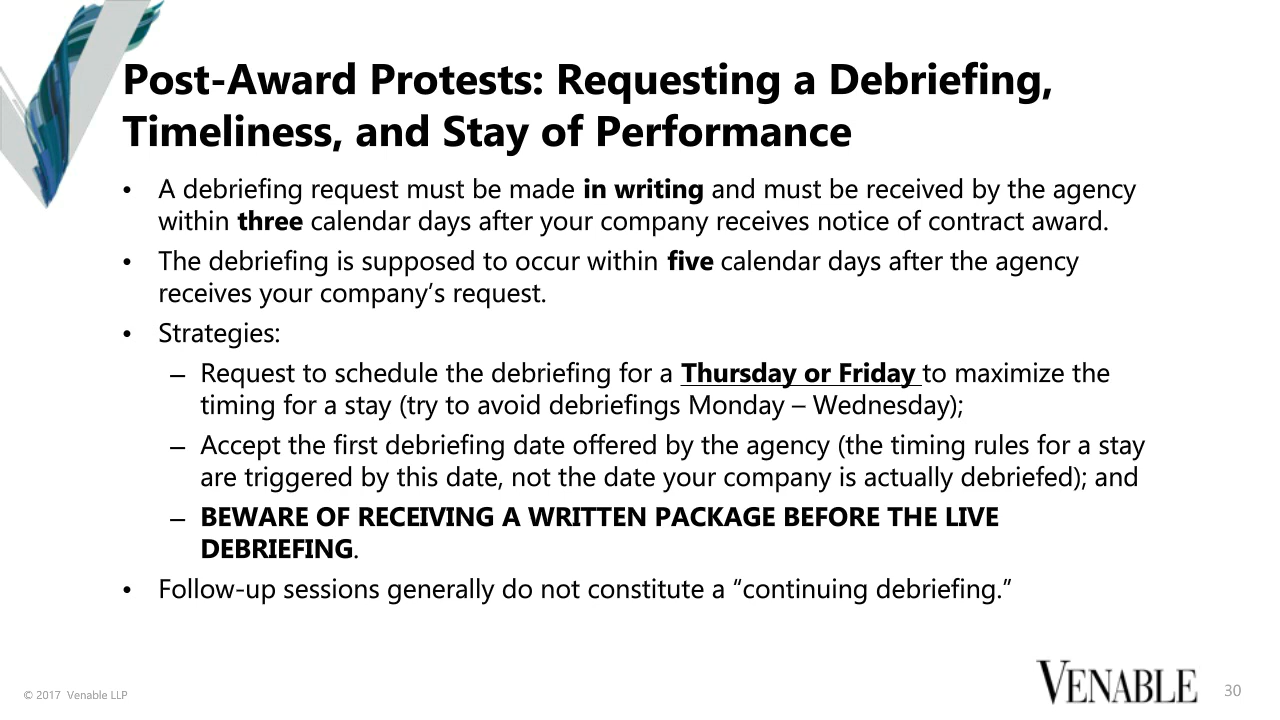 Post-Award Protests: Requesting a Debriefing,
Timeliness, and Stay of Performance
• A debriefing request must be made in writing and must be received by the agency
within three calendar days after your company receives notice of contract award.
• The debriefing is supposed to occur within five calendar days after the agency
receives your company’s request.
• Strategies:
– Request to schedule the debriefing for a Thursday or Friday to maximize the
timing for a stay (try to avoid debriefings Monday – Wednesday);
– Accept the first debriefing date offered by the agency (the timing rules for a stay
are triggered by this date, not the date your company is actually debriefed); and
– BEWARE OF RECEIVING A WRITTEN PACKAGE BEFORE THE LIVE
DEBRIEFING.
• Follow-up sessions generally do not constitute a “continuing debriefing.”
© 2017 Venable LLP
VENABLE
30